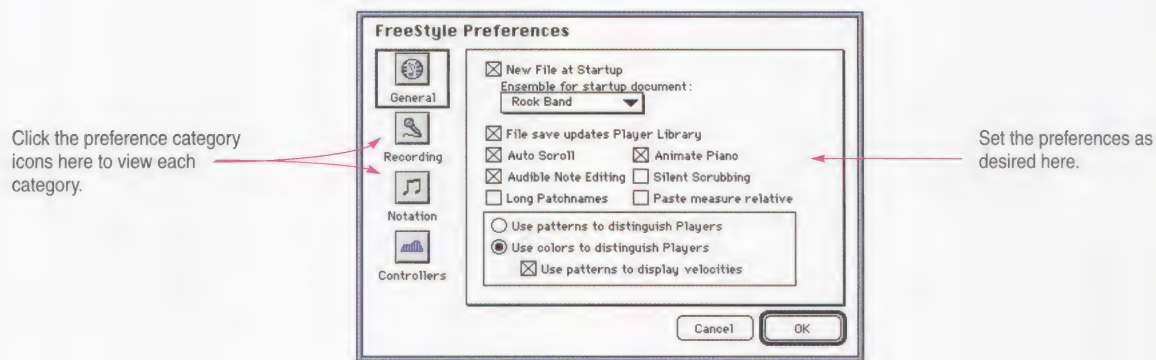 FreeStyle Preferences
General
Recording
Notation
Controllers
New File at Startup
Ensemble for startup document:
Rock Band
File save updates Player Library
Auto Scroll
Animate Piano
Audible Note Editing
Silent Scrubbing
Long Patchnames
Paste measure relative
Use patterns to distinguish Players
Use colors to distinguish Players
Use patterns to display velocities
Cancel
OK
Click the preference category
icons here to view each
category.
Set the preferences as
desired here.